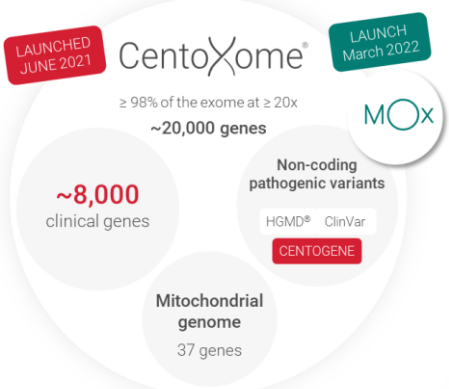 LAUNCHED
JUNE 2021
CentoXome®
LAUNCH
March 2022
≥ 98% of the exome at ≥ 20x
~20,000 genes
MOx
~8,000
clinical genes
Non-coding
pathogenic variants
HGMD® ClinVar
CENTOGENE
Mitochondrial
genome
37 genes